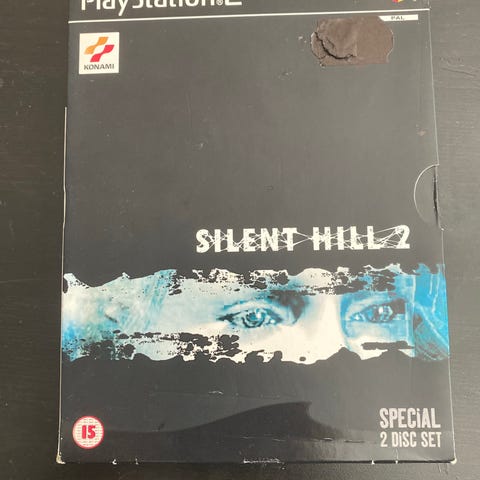 PlayStation®2
PAL
KONAMI
SILENT HILL 2
SPECiAL
2 DiSC SET
15